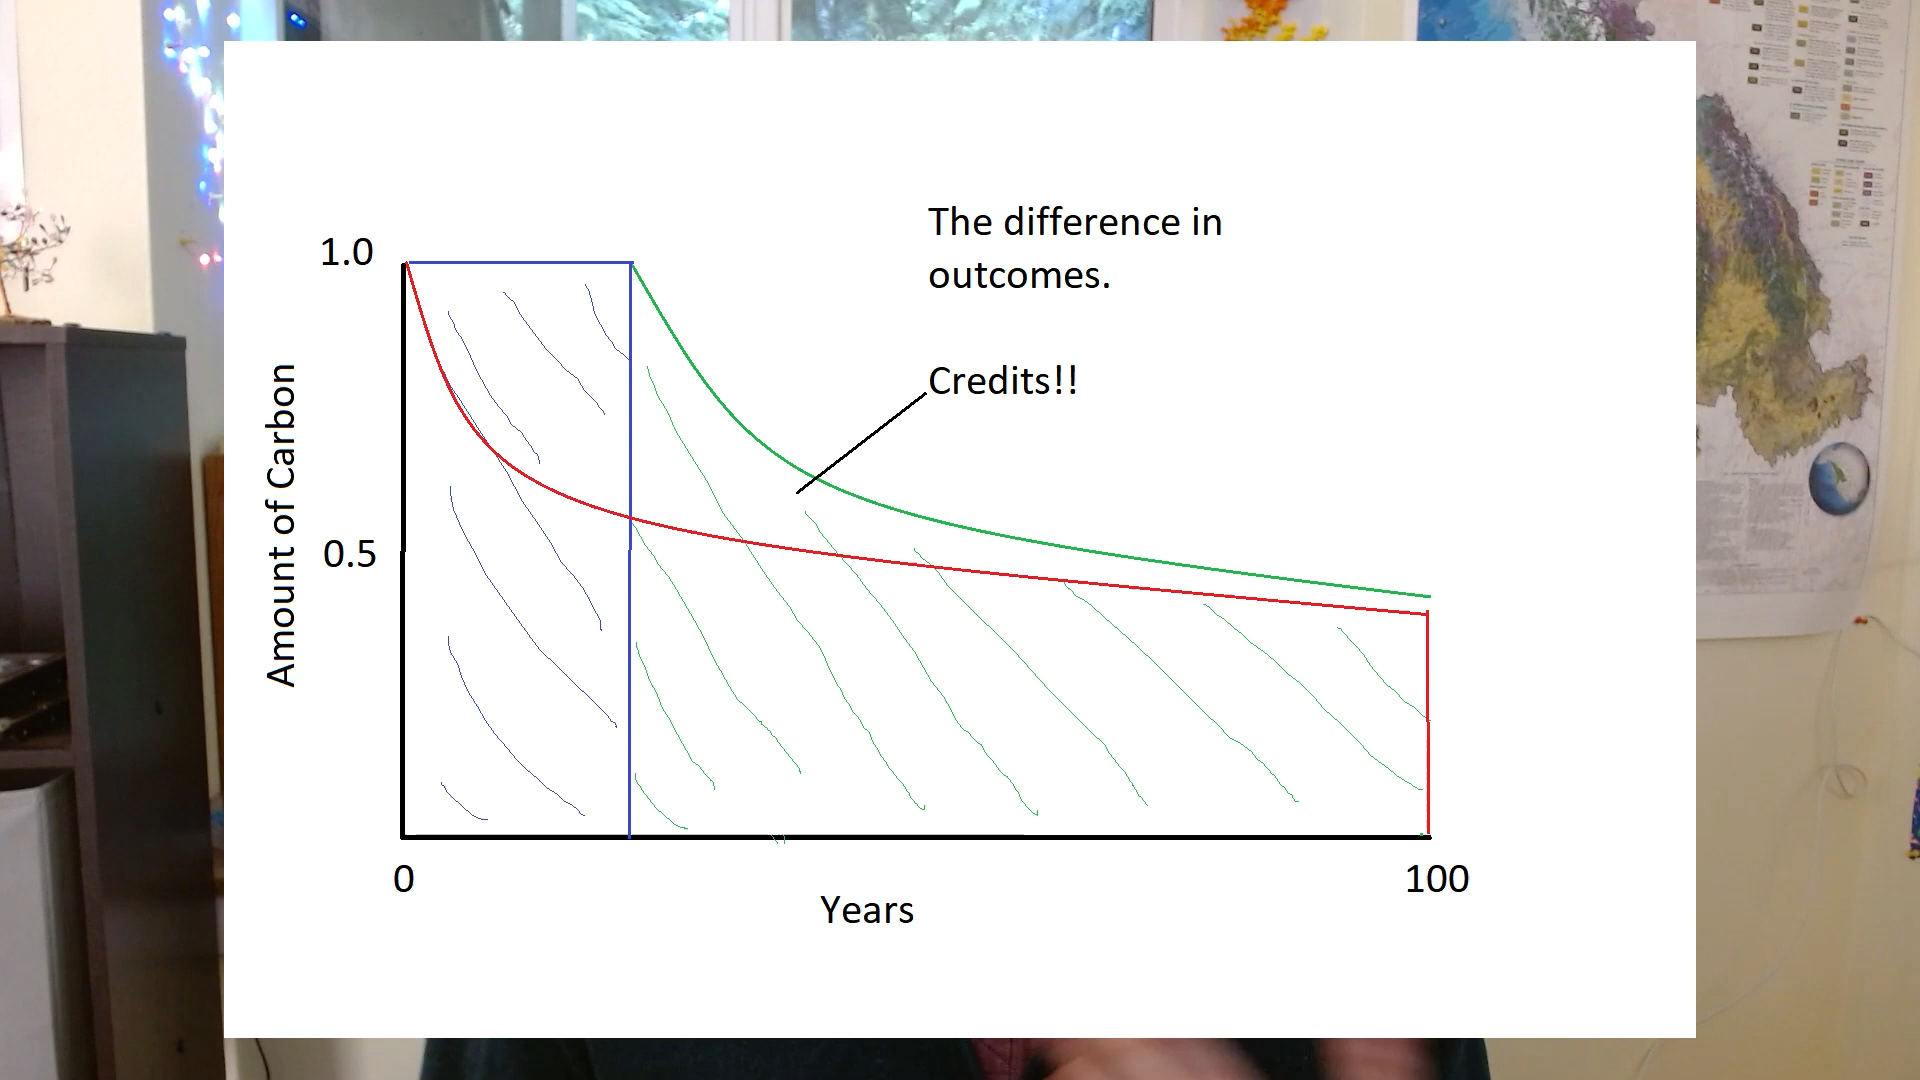 The difference in
outcomes.
Credits!!
1.0
0.5
Amount of Carbon
0
100
Years